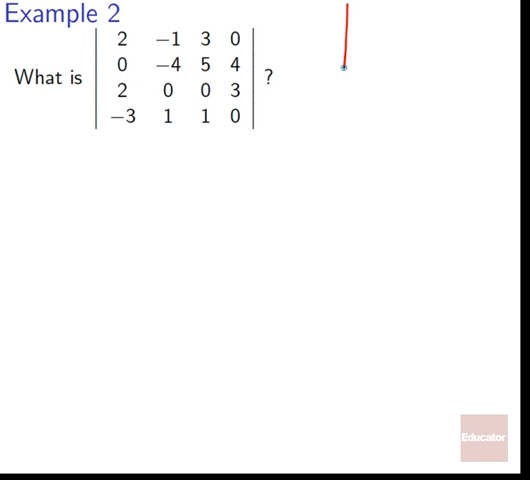 Example 2
What is
2 −1 3 0
0 −4 5 4
2 0 0 3
−3 1 1 0
?
Educator